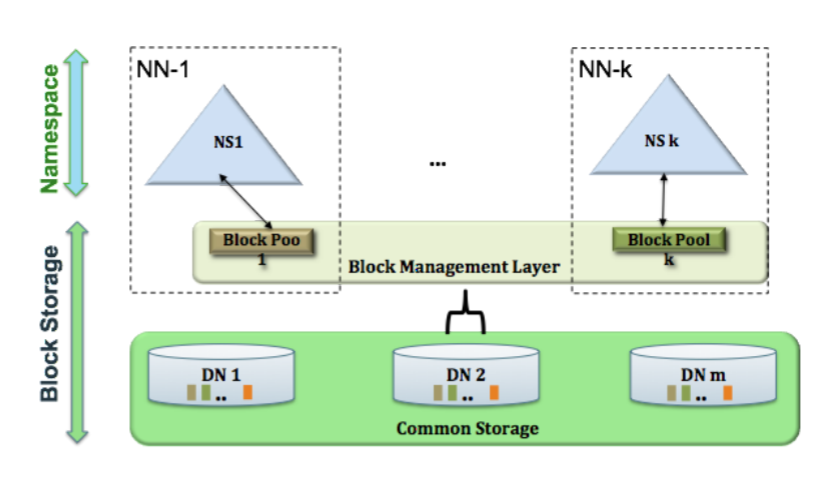 Namespace
NN-1
NN-k
NS1
...
NS k
Block Storage
Block Poo
1
Block Pool
k
Block Management Layer
DN 1
..
DN 2
..
DN m
..
Common Storage